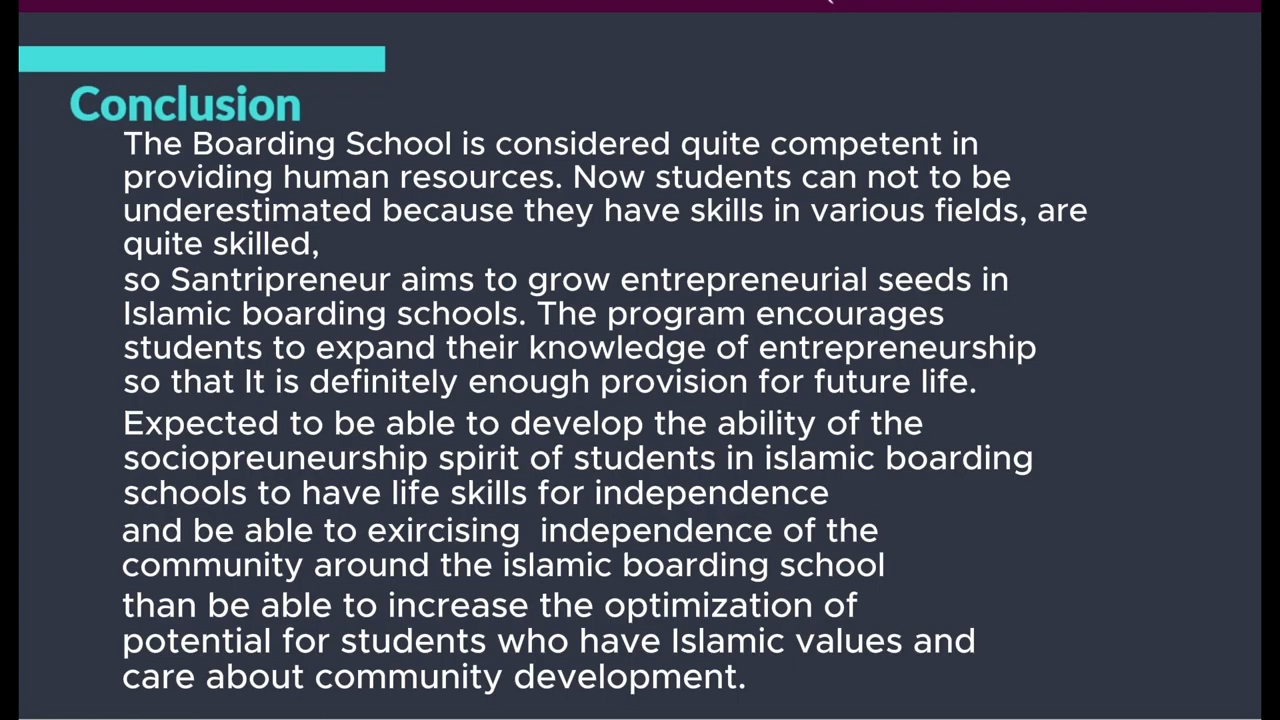 Conclusion
The Boarding School is considered quite competent in
providing human resources. Now students can not to be
underestimated because they have skills in various fields, are
quite skilled,
so Santripreneur aims to grow entrepreneurial seeds in
Islamic boarding schools. The program encourages
students to expand their knowledge of entrepreneurship
so that It is definitely enough provision for future life.
Expected to be able to develop the ability of the
sociopreuneurship spirit of students in islamic boarding
schools to have life skills for independence
and be able to exircising  independence of the
community around the islamic boarding school
than be able to increase the optimization of
potential for students who have Islamic values and
care about community development.